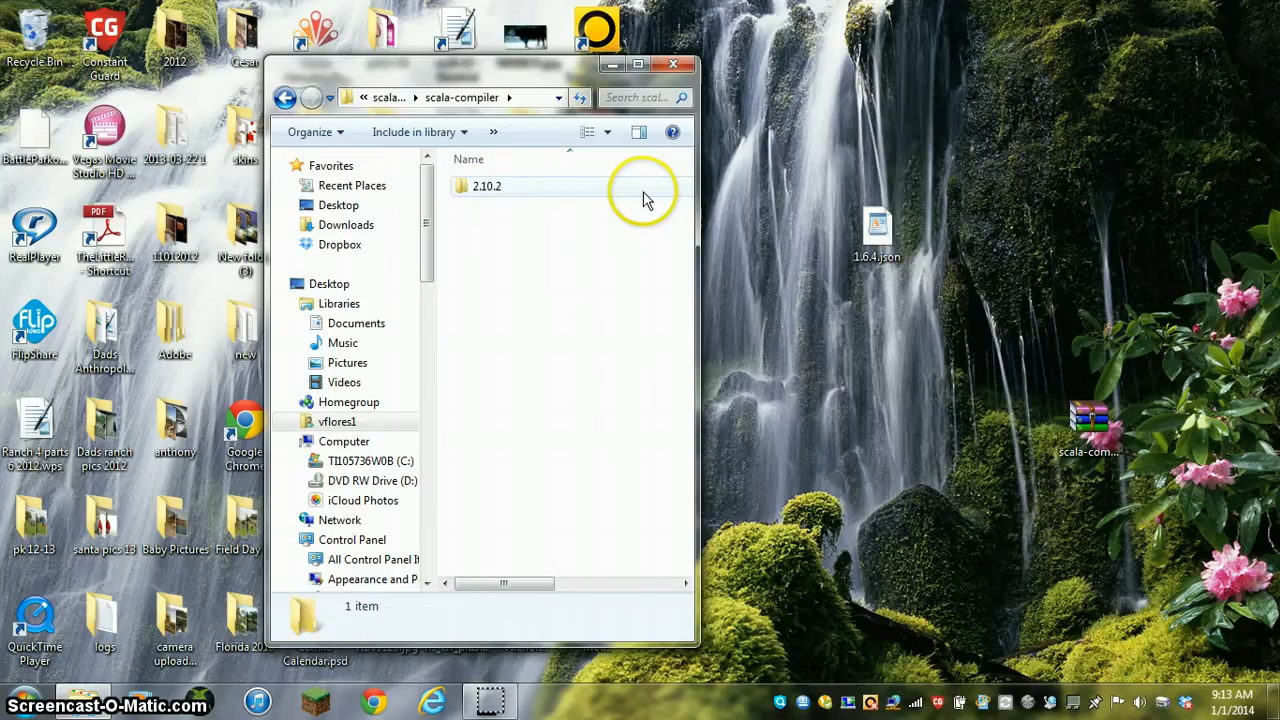 Recycle Bin
Constant
Guard
2012
Cesar
BattleParko...
Vegas Movie
Studio HD ...
2013-03-221
skins
RealPlayer
TheLittleR...
- Shortcut
11012012
New folder
(3)
FlipShare
Dads
Anthropol...
Adobe
new
Ranch 4 parts
6 2012.wps
Dads ranch
pics 2012
anthony
Google
Chrome
pk 12-13
santa pics 13
Baby Pictures
Field Day
QuickTime
Player
logs
camera
upload...
Calendar.psd
scala...
scala-compiler
Search scal...
Organize
Include in library
»
Favorites
Recent Places
Desktop
Downloads
Dropbox
Desktop
Libraries
Documents
Music
Pictures
Videos
Homegroup
vflores1
Computer
TI105736W0B (C:)
DVD RW Drive (D:)
iCloud Photos
Network
Control Panel
All Control Panel It
Appearance and P
Name
2.10.2
1 item
1.6.4.json
scala-com...
Screencast-O-Matic.com
9:13 AM
1/1/2014